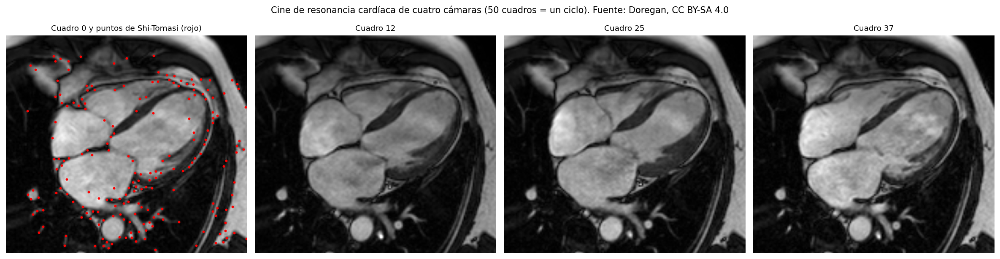 Cine de resonancia cardíaca de cuatro cámaras (50 cuadros = un ciclo). Fuente: Doregan, CC BY-SA 4.0
Cuadro 0 y puntos de Shi-Tomasi (rojo)
Cuadro 12
Cuadro 25
Cuadro 37